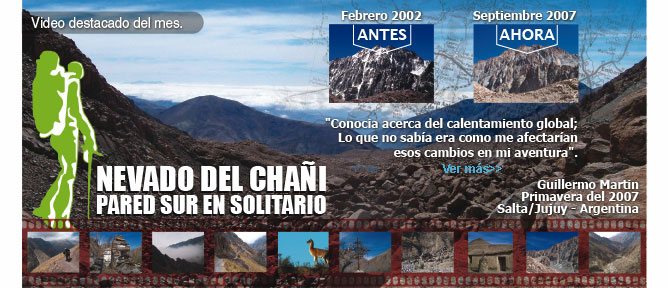 Video destacado del mes.
Febrero 2002
Septiembre 2007
ANTES
AHORA
"Conocia acerca del calentamiento global;
Lo que no sabía era como me afectarían
esos cambios en mi aventura".
Ver más>>
NEVADO DEL CHAÑI
PARED SUR EN SOLITARIO
Guillermo Martin
Primavera del 2007
Salta/Jujuy - Argentina